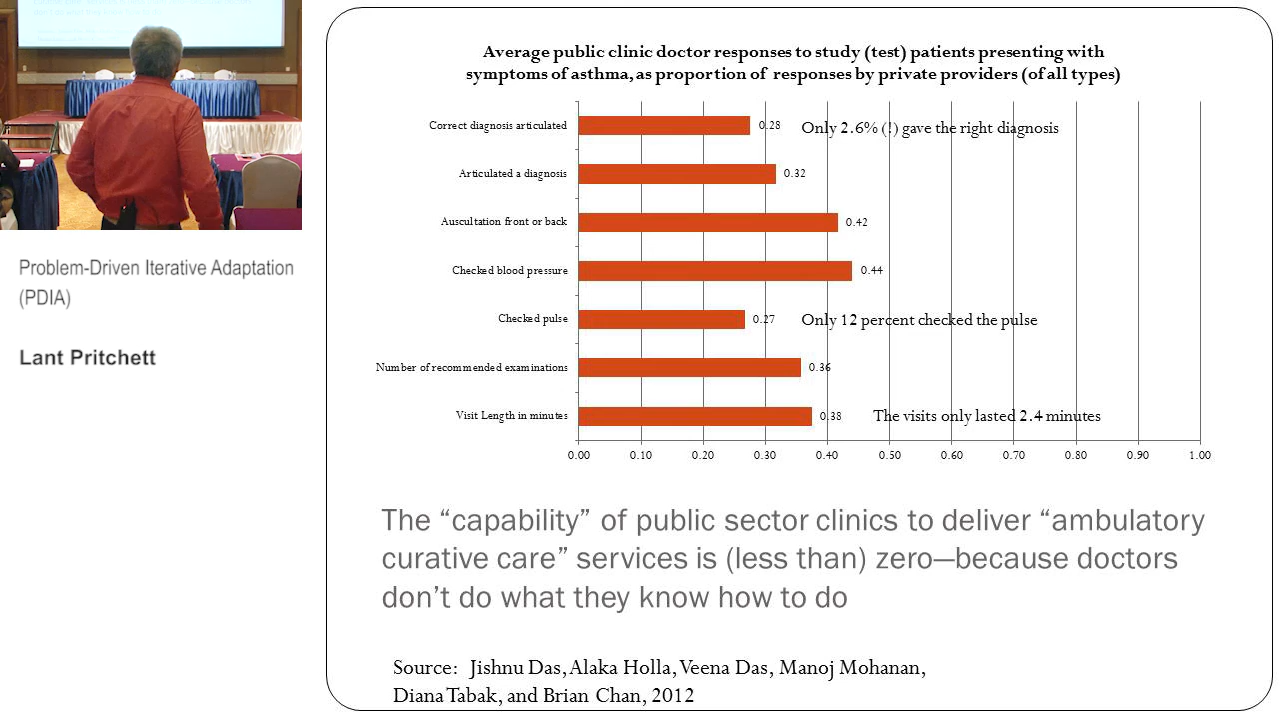 Problem-Driven Iterative Adaptation
(PDIA)
Lant Pritchett
Average public clinic doctor responses to study (test) patients presenting with
symptoms of asthma, as proportion of responses by private providers (of all types)
Correct diagnosis articulated 0.28 Only 2.6% (!) gave the right diagnosis
Articulated a diagnosis 0.32
Auscultation front or back 0.42
Checked blood pressure 0.44
Checked pulse 0.27 Only 12 percent checked the pulse
Number of recommended examinations 0.36
Visit Length in minutes 0.38 The visits only lasted 2.4 minutes
0.00 0.10 0.20 0.30 0.40 0.50 0.60 0.70 0.80 0.90 1.00
The “capability” of public sector clinics to deliver “ambulatory
curative care” services is (less than) zero—because doctors
don’t do what they know how to do
Source: Jishnu Das, Alaka Holla, Veena Das, Manoj Mohanan,
Diana Tabak, and Brian Chan, 2012